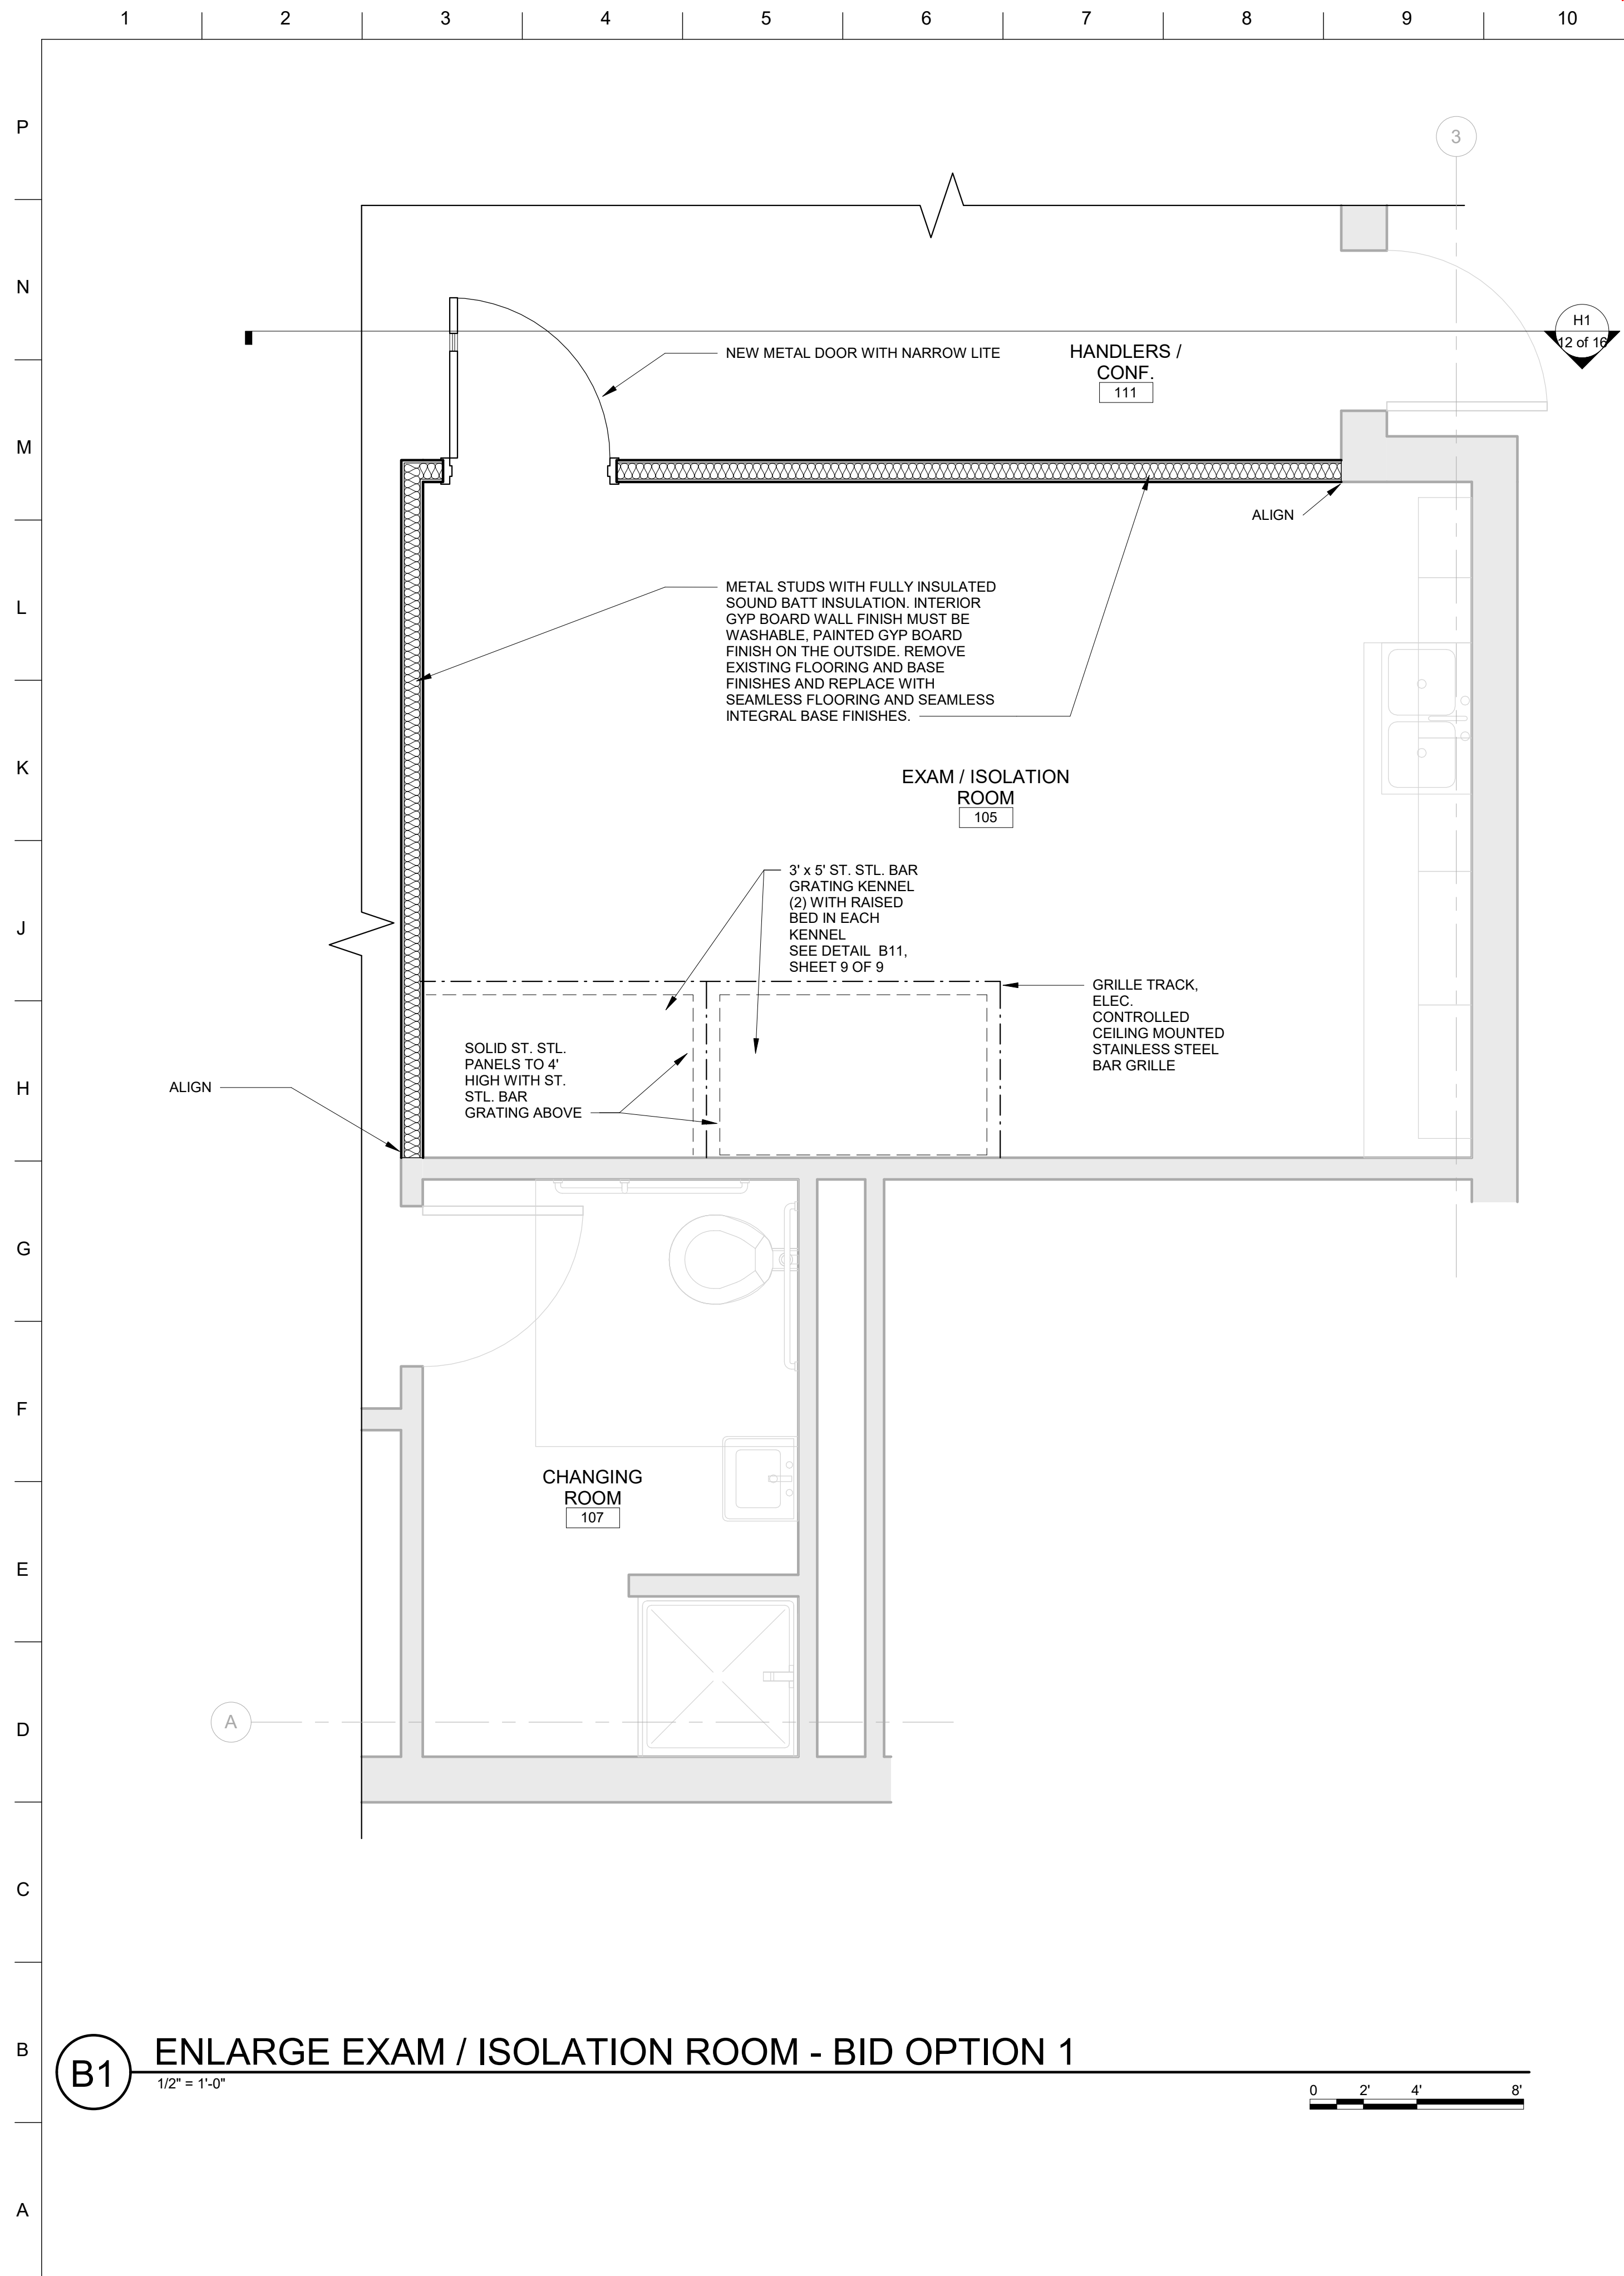 1 2 3 4 5 6 7 8 9 10
P
3
N
H1
12 of 16
NEW METAL DOOR WITH NARROW LITE
HANDLERS /
CONF.
111
M
ALIGN
L
METAL STUDS WITH FULLY INSULATED
SOUND BATT INSULATION. INTERIOR
GYP BOARD WALL FINISH MUST BE
WASHABLE, PAINTED GYP BOARD
FINISH ON THE OUTSIDE. REMOVE
EXISTING FLOORING AND BASE
FINISHES AND REPLACE WITH
SEAMLESS FLOORING AND SEAMLESS
INTEGRAL BASE FINISHES.
K
EXAM / ISOLATION
ROOM
105
J
3' x 5' ST. STL. BAR
GRATING KENNEL
(2) WITH RAISED
BED IN EACH
KENNEL
SEE DETAIL B11,
SHEET 9 OF 9
GRILLE TRACK,
ELEC.
CONTROLLED
CEILING MOUNTED
STAINLESS STEEL
BAR GRILLE
SOLID ST. STL.
PANELS TO 4'
HIGH WITH ST.
STL. BAR
GRATING ABOVE
H
ALIGN
G
F
CHANGING
ROOM
107
E
D
A
C
B
B1
ENLARGE EXAM / ISOLATION ROOM - BID OPTION 1
1/2" = 1'-0"
0 2' 4' 8'
A